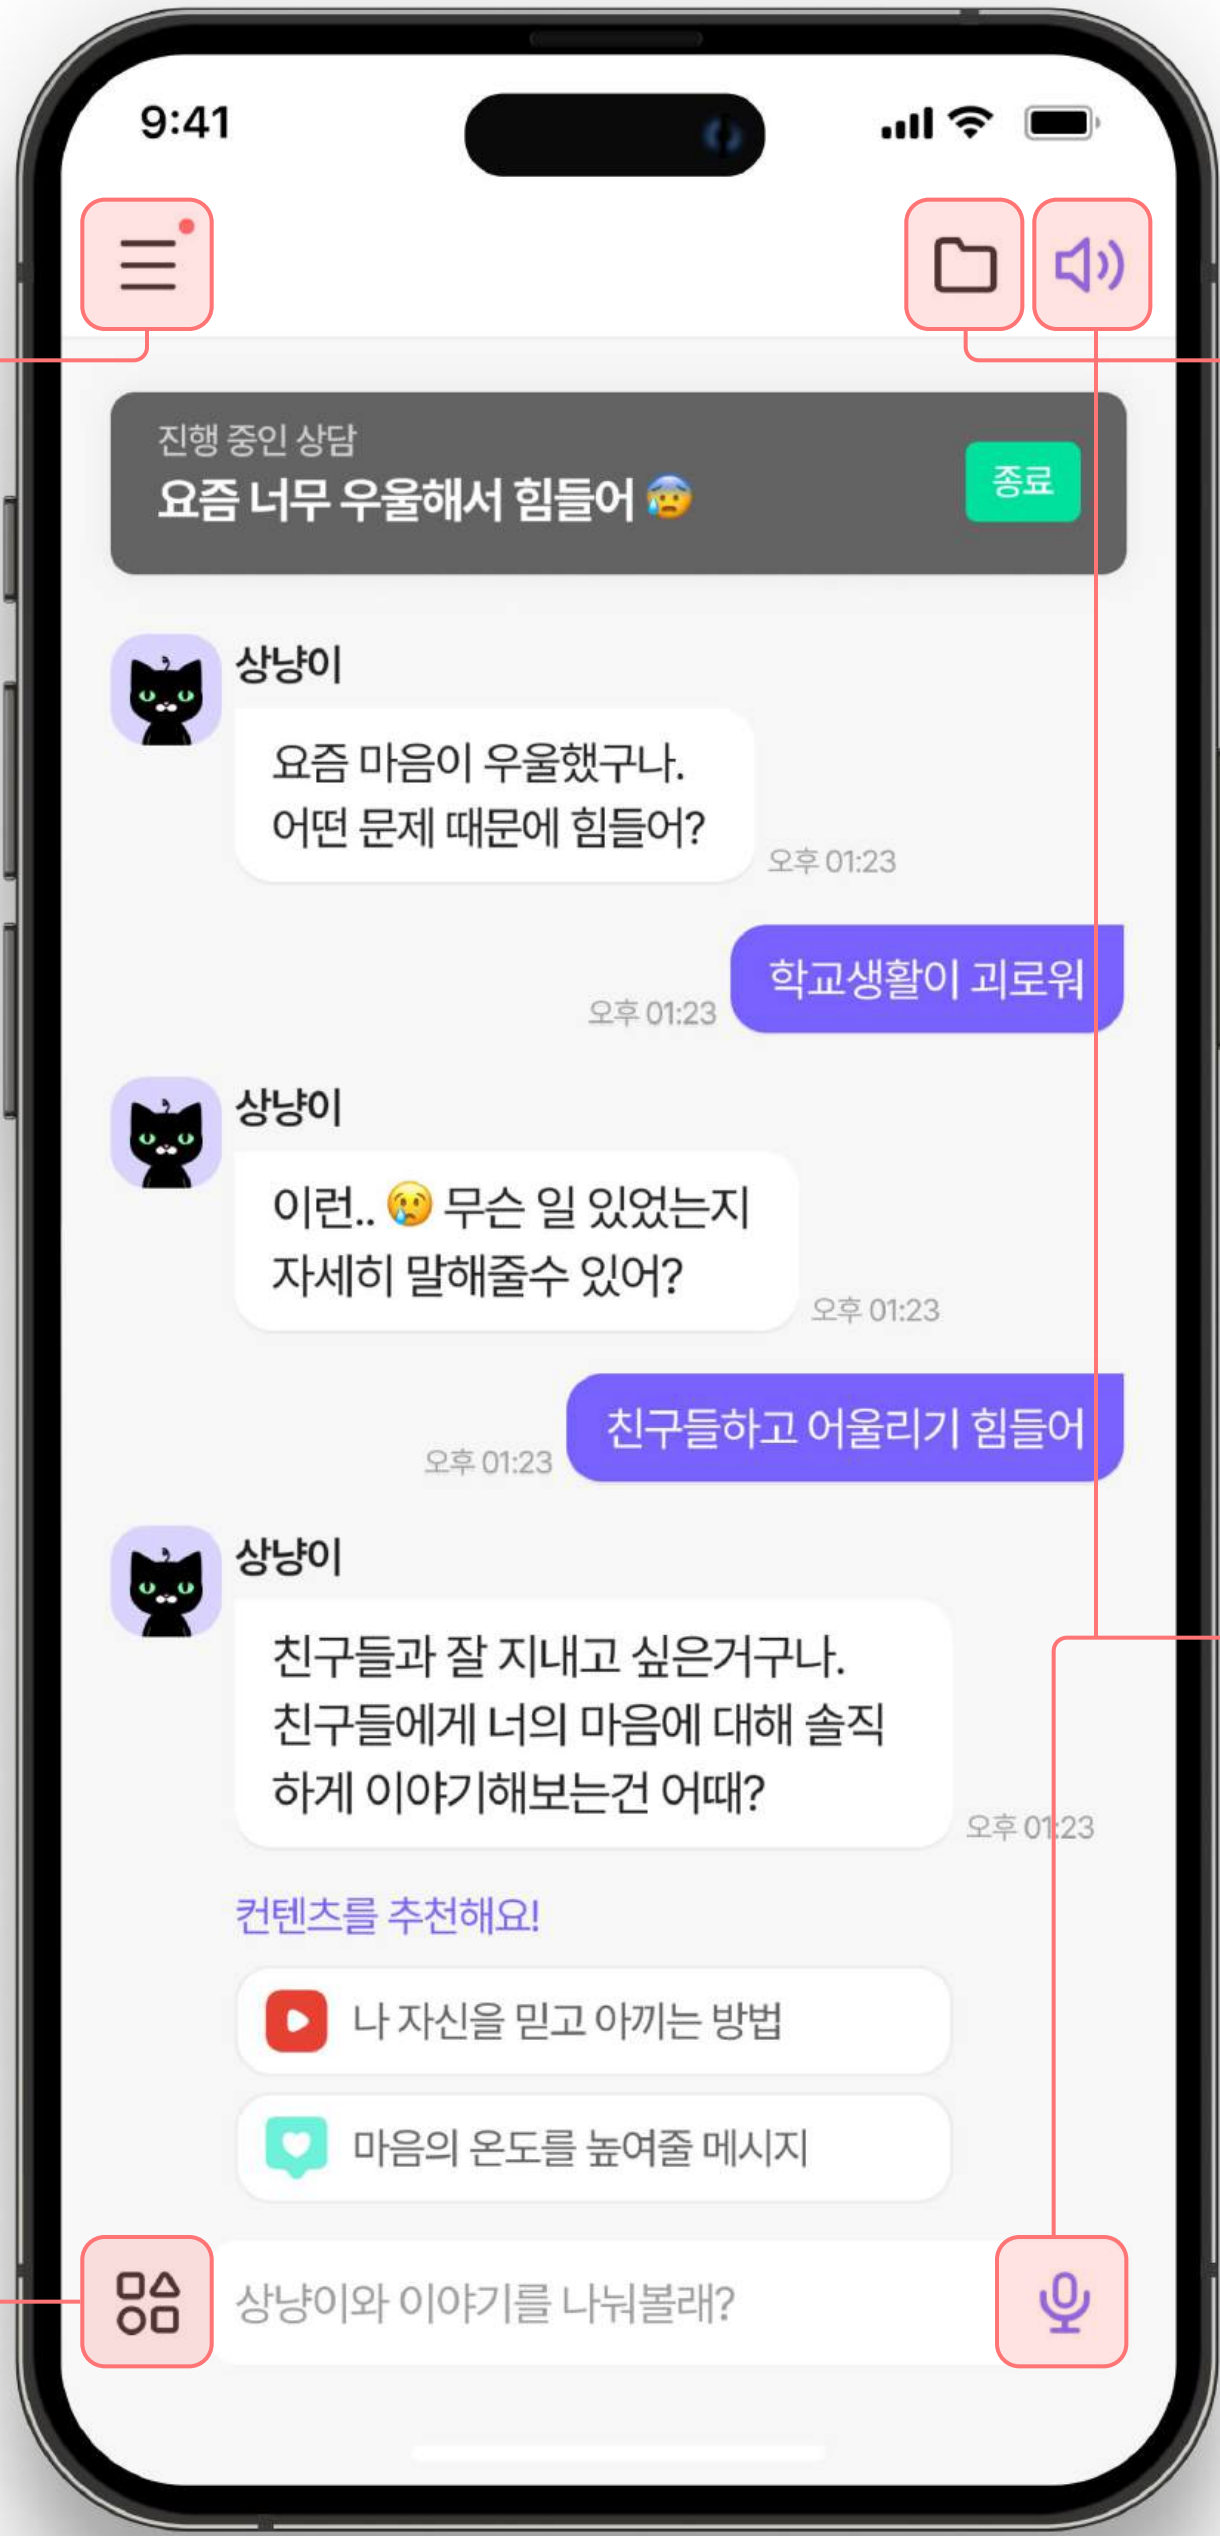 9:41
진행 중인 상담
요즘 너무 우울해서 힘들어 😰
종료
상냥이
요즘 마음이 우울했구나.
어떤 문제 때문에 힘들어?
오후 01:23
학교생활이 괴로워
오후 01:23
상냥이
이런.. 😢 무슨 일 있었는지
자세히 말해줄수 있어?
오후 01:23
친구들하고 어울리기 힘들어
오후 01:23
상냥이
친구들과 잘 지내고 싶은거구나.
친구들에게 너의 마음에 대해 솔직
하게 이야기해보는건 어때?
오후 01:23
컨텐츠를 추천해요!
나 자신을 믿고 아끼는 방법
마음의 온도를 높여줄 메시지
상냥이와 이야기를 나눠볼래?